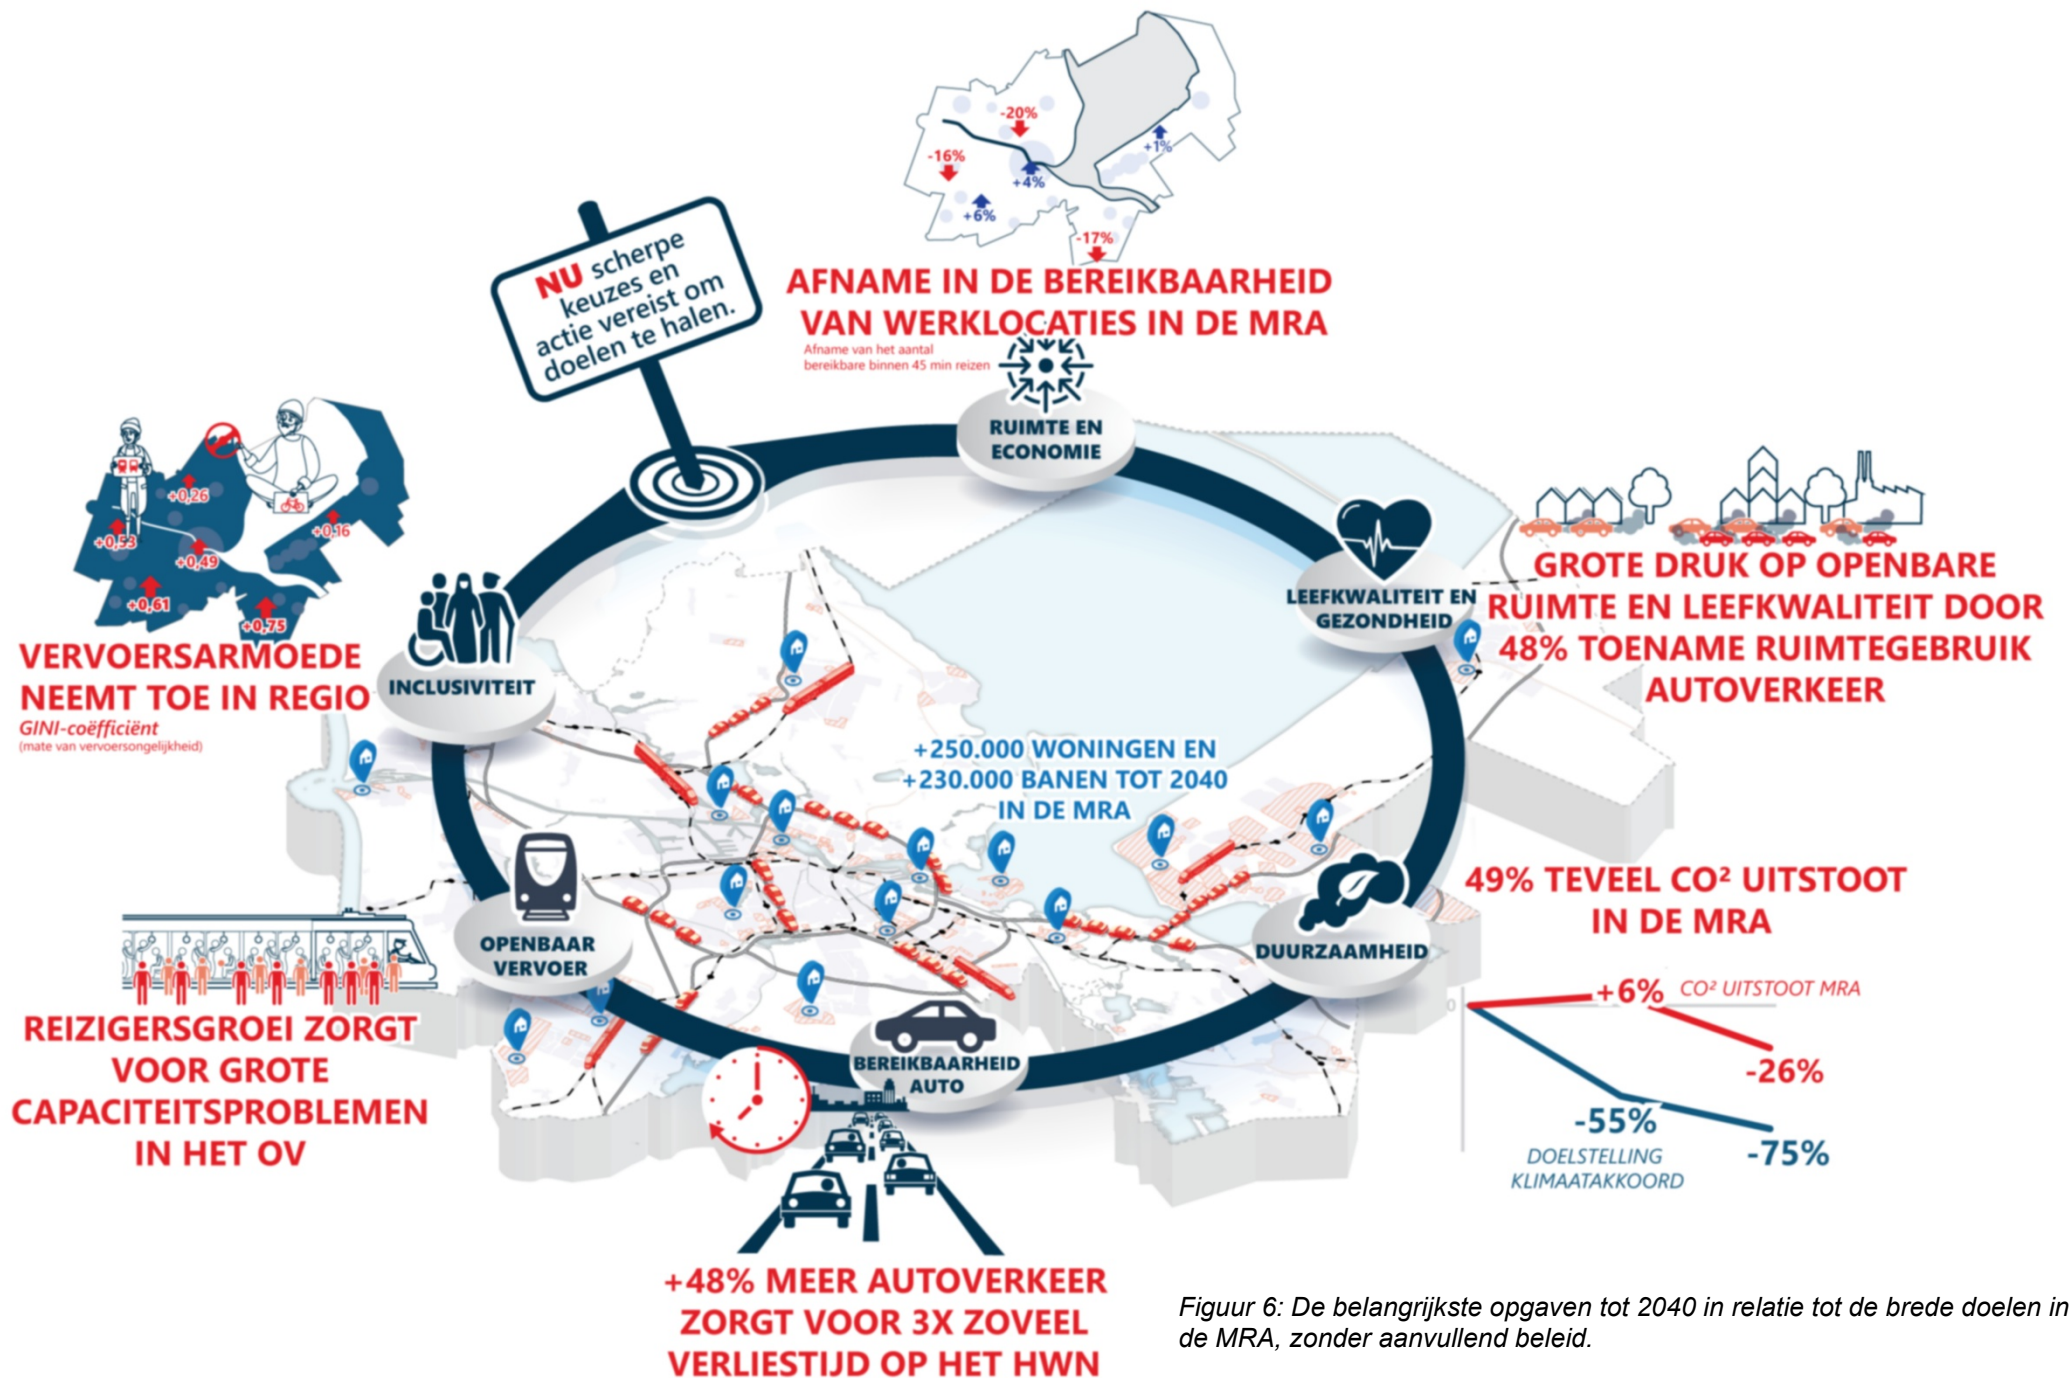 -20%
-16%
+4%
+6%
+1%
-17%
AFNAME IN DE BEREIKBAARHEID
VAN WERKLOCATIES IN DE MRA
Afname van het aantal
bereikbare binnen 45 min reizen
NU scherpe
keuzes en
actie vereist om
doelen te halen.
RUIMTE EN
ECONOMIE
+0,26
+0,53
+0,49
+0,16
+0,61
+0,75
VERVOERSARMOEDE
NEEMT TOE IN REGIO
GINI-coëfficiënt
(mate van vervoersongelijkheid)
INCLUSIVITEIT
LEEFKWALITEIT EN
GEZONDHEID
GROTE DRUK OP OPENBARE
RUIMTE EN LEEFKWALITEIT DOOR
48% TOENAME RUIMTEGEBRUIK
AUTOVERKEER
+250.000 WONINGEN EN
+230.000 BANEN TOT 2040
IN DE MRA
OPENBAAR
VERVOER
REIZIGERSGROEI ZORGT
VOOR GROTE
CAPACITEITSPROBLEMEN
IN HET OV
DUURZAAMHEID
49% TEVEEL CO² UITSTOOT
IN DE MRA
0
+6%
CO² UITSTOOT MRA
-26%
-55%
-75%
DOELSTELLING
KLIMAATAKKOORD
BEREIKBAARHEID
AUTO
+48% MEER AUTOVERKEER
ZORGT VOOR 3X ZOVEEL
VERLIESTIJD OP HET HWN
Figuur 6: De belangrijkste opgaven tot 2040 in relatie tot de brede doelen in
de MRA, zonder aanvullend beleid.